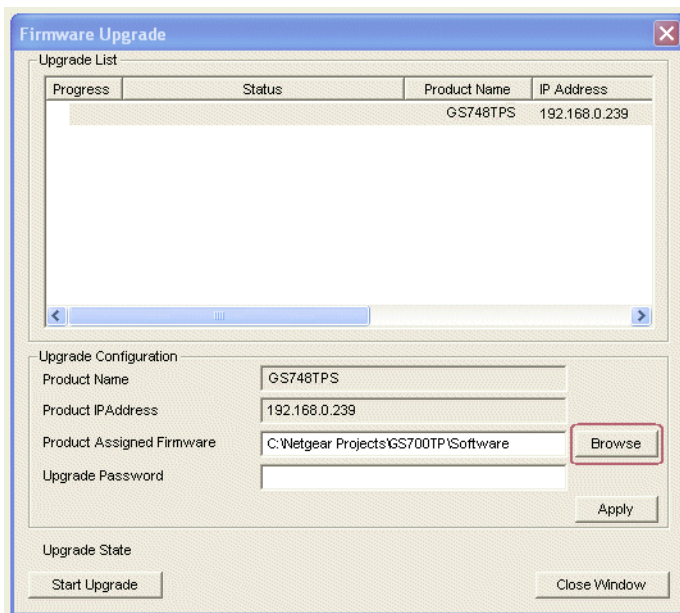 Firmware Upgrade
Upgrade List
Progress Status Product Name IP Address
GS748TPS 192.168.0.239
Upgrade Configuration
Product Name GS748TPS
Product IPAddress 192.168.0.239
Product Assigned Firmware C:\Netgear Projects\GS700TP\Software Browse
Upgrade Password
Apply
Upgrade State
Start Upgrade Close Window